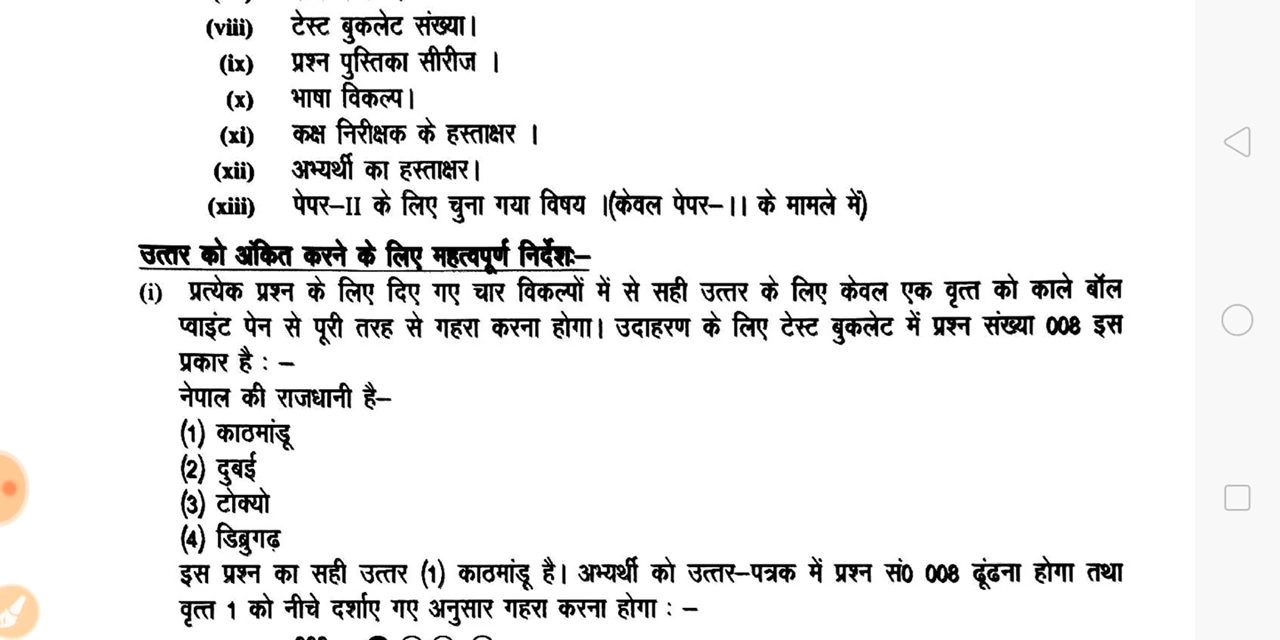 (viii) टेस्ट बुकलेट संख्या।
(ix) प्रश्न पुस्तिका सीरीज ।
(x) भाषा विकल्प।
(xi) कक्ष निरीक्षक के हस्ताक्षर ।
(xii) अभ्यर्थी का हस्ताक्षर।
(xiii) पेपर–II के लिए चुना गया विषय ।(केवल पेपर–।। के मामले में)
उत्तर को अंकित करने के लिए महत्वपूर्ण निर्देशः–
(i) प्रत्येक प्रश्न के लिए दिए गए चार विकल्पों में से सही उत्तर के लिए केवल एक वृत्त को काले बॉल
प्वाइंट पेन से पूरी तरह से गहरा करना होगा। उदाहरण के लिए टेस्ट बुकलेट में प्रश्न संख्या 008 इस
प्रकार है : –
नेपाल की राजधानी है–
(1) काठमांडू
(2) दुबई
(3) टोक्यो
(4) डिब्रुगढ़
इस प्रश्न का सही उत्तर (1) काठमांडू है। अभ्यर्थी को उत्तर–पत्रक में प्रश्न सं0 008 ढूंढना होगा तथा
वृत्त 1 को नीचे दर्शाए गए अनुसार गहरा करना होगा : –